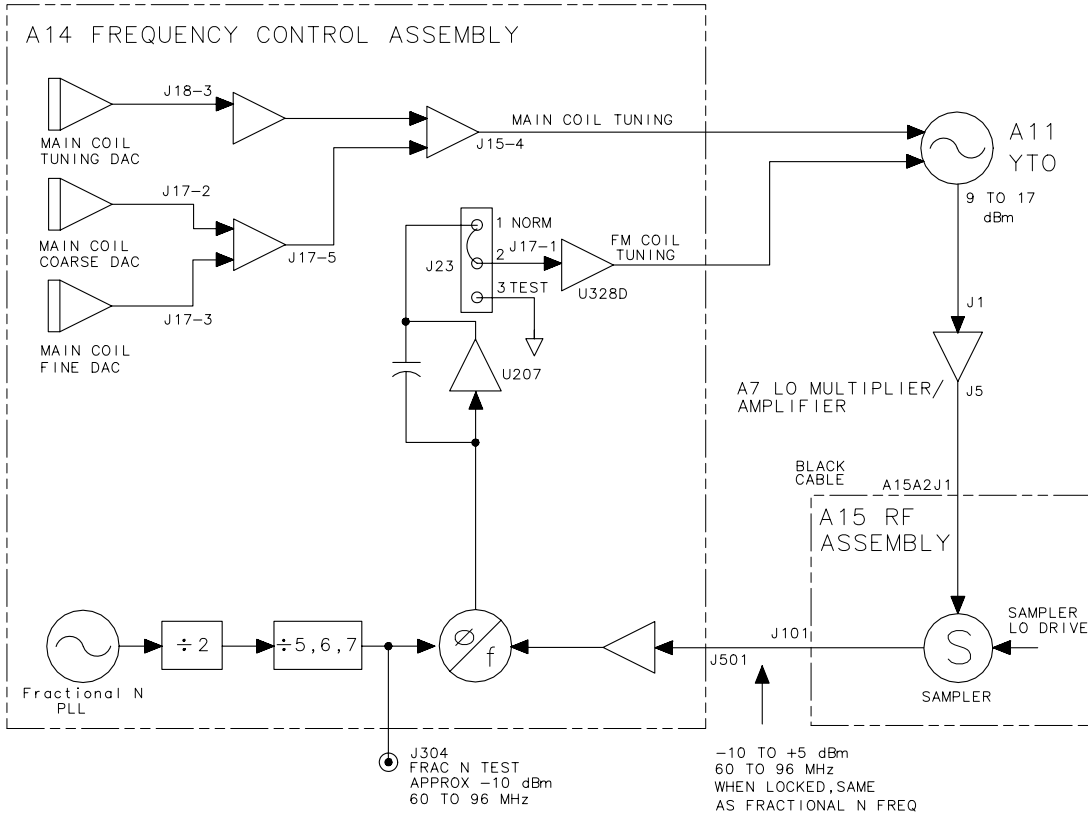 A14 FREQUENCY CONTROL ASSEMBLY
J18-3
MAIN COIL
TUNING DAC
J17-2
MAIN COIL
COARSE DAC
J17-5
J17-3
MAIN COIL
FINE DAC
J15-4
MAIN COIL TUNING
A11
YTO
9 TO 17
dBm
1 NORM
J17-1
2
J23
3 TEST
FM COIL
TUNING
U328D
U207
J1
A7 LO MULTIPLIER/
AMPLIFIER
J5
BLACK
CABLE
A15A2J1
A15 RF
ASSEMBLY
SAMPLER
LO DRIVE
S
SAMPLER
J101
J501
Fractional N
PLL
÷2
÷5,6,7
Ø
f
J304
FRAC N TEST
APPROX -10 dBm
60 TO 96 MHz
-10 TO +5 dBm
60 TO 96 MHz
WHEN LOCKED,SAME
AS FRACTIONAL N FREQ